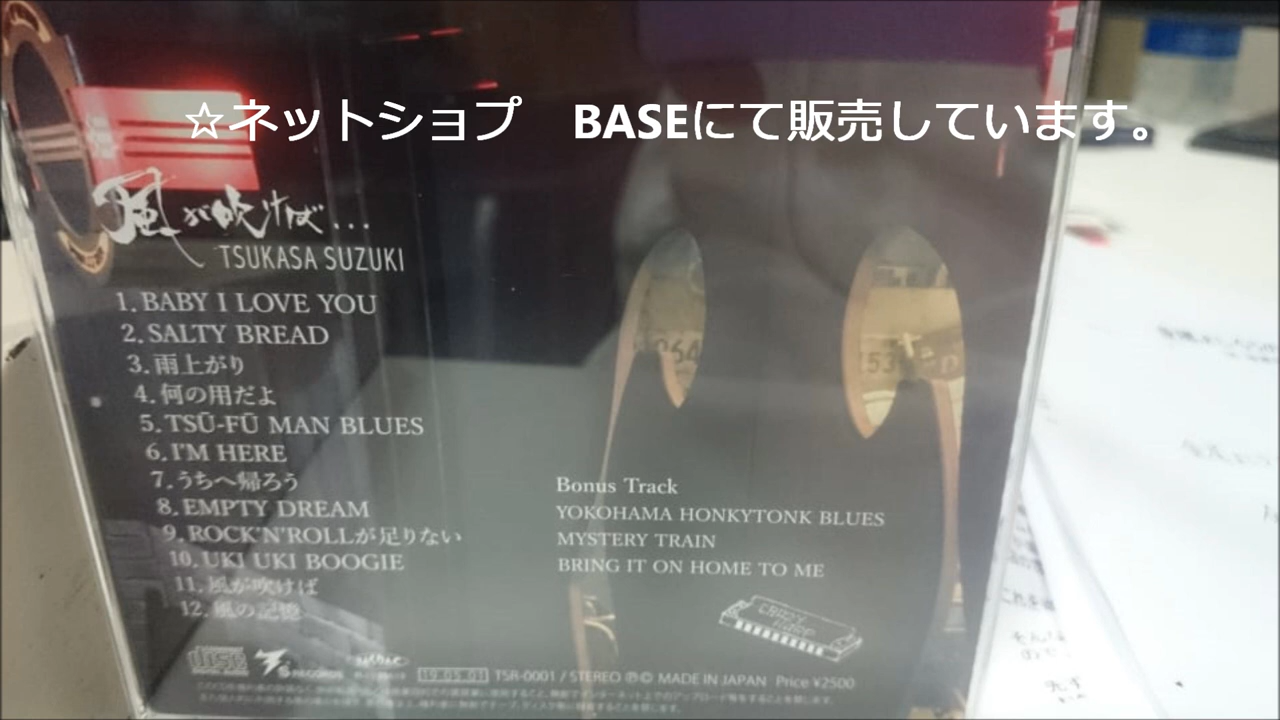 ☆ネットショップ　BASEにて販売しています。
風が吹けば...
TSUKASA SUZUKI
1. BABY I LOVE YOU
2. SALTY BREAD
3. 雨上がり
4. 何の用だよ
5. TSŪ-FŪ MAN BLUES
6. I'M HERE
7. うちへ帰ろう
8. EMPTY DREAM
9. ROCK'N'ROLLが足りない
10. UKI UKI BOOGIE
11. 風が吹けば
12. 風の記憶
Bonus Track
YOKOHAMA HONKYTONK BLUES
MYSTERY TRAIN
BRING IT ON HOME TO ME
RECORDS
19.05.01 TSR-0001 / STEREO ℗© MADE IN JAPAN Price ¥2500